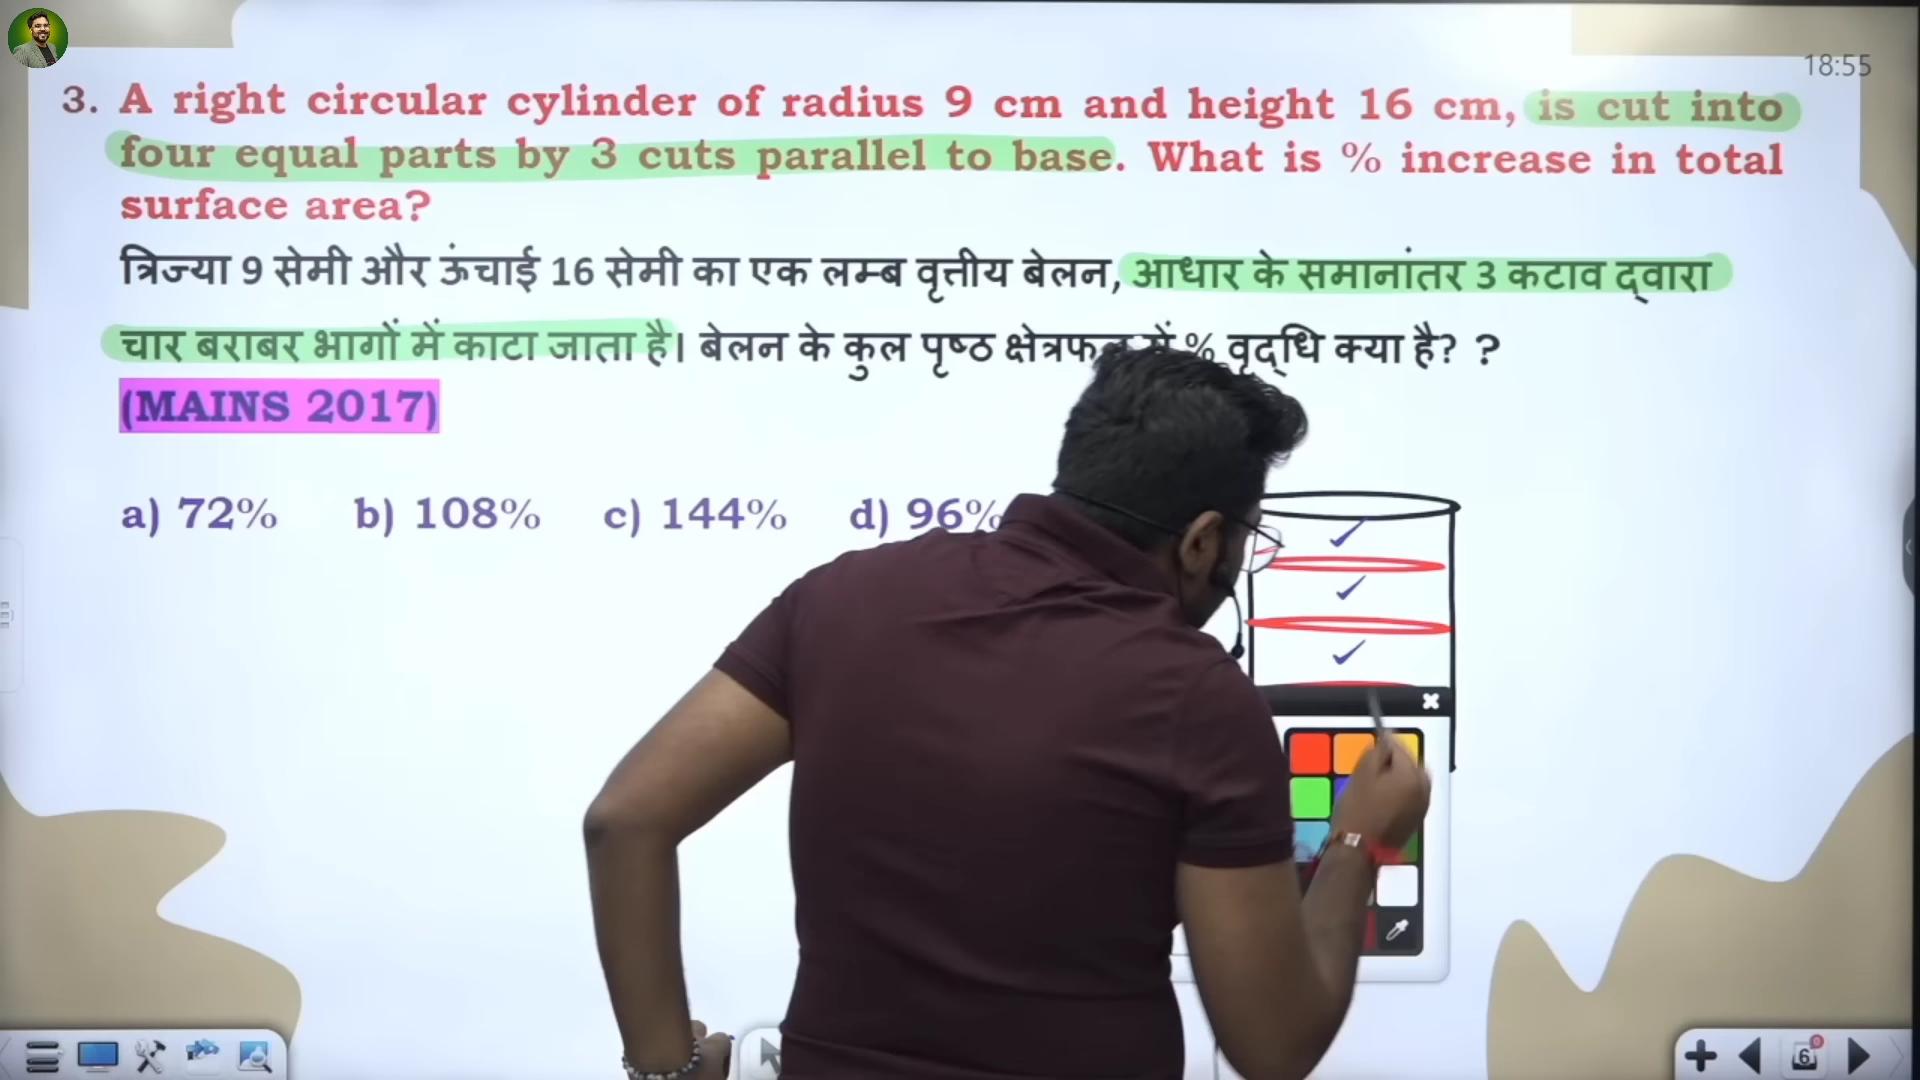 18:55
3. A right circular cylinder of radius 9 cm and height 16 cm, is cut into
four equal parts by 3 cuts parallel to base. What is % increase in total
surface area?
त्रिज्या 9 सेमी और ऊंचाई 16 सेमी का एक लम्ब वृत्तीय बेलन, आधार के समानांतर 3 कटाव द्वारा
चार बराबर भागों में काटा जाता है। बेलन के कुल पृष्ठ में % वृद्धि क्या है? ?
(MAINS 2017)
a) 72% b) 108% c) 144% d) 96%
6